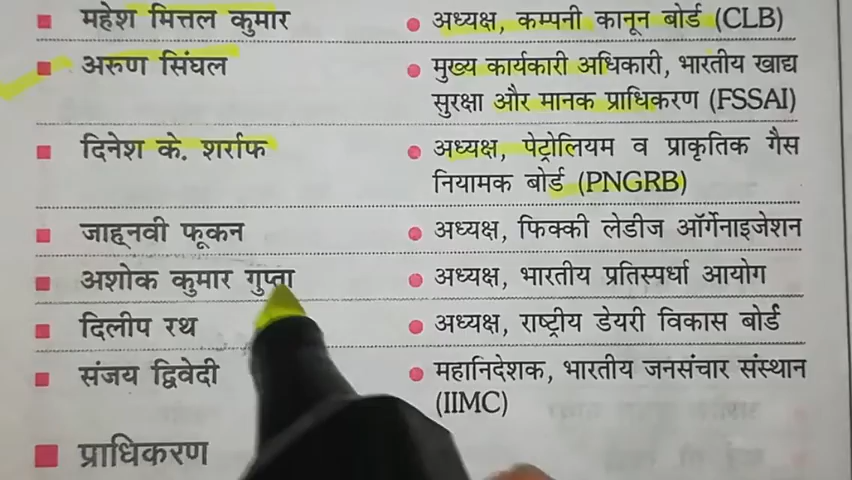 महेश मित्तल कुमार
अध्यक्ष, कम्पनी कानून बोर्ड (CLB)
अरुण सिंघल
मुख्य कार्यकारी अधिकारी, भारतीय खाद्य
सुरक्षा और मानक प्राधिकरण (FSSAI)
दिनेश के. शर्राफ
अध्यक्ष, पेट्रोलियम व प्राकृतिक गैस
नियामक बोर्ड (PNGRB)
जाह्नवी फूकन
अध्यक्ष, फिक्की लेडीज ऑर्गेनाइजेशन
अशोक कुमार गुप्ता
अध्यक्ष, भारतीय प्रतिस्पर्धा आयोग
दिलीप रथ
अध्यक्ष, राष्ट्रीय डेयरी विकास बोर्ड
संजय द्विवेदी
महानिदेशक, भारतीय जनसंचार संस्थान
(IIMC)
प्राधिकरण